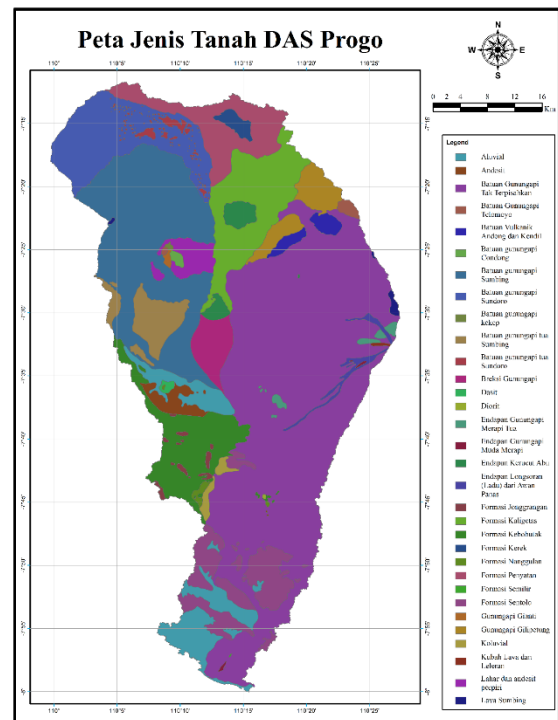 Peta Jenis Tanah DAS Progo
N
W
E
S
0 2 4 8 12 16
Km
110°
110°5'
110°10'
110°20'
Legend
Aluvial
Andesit
Batuan Gunungapi
Tak Terpisahkan
Batuan Gunungapi
Telomoyo
Batuan Vulkanik
Andong dan Kendil
Batuan gunungapi
Condong
Batuan gunungapi
Sumbing
Batuan gunungapi
Sundoro
Batuan gunungapi
kekep
Batuan gunungapi tua
Sumbing
Batuan gunungapi tua
Sundoro
Breksi Gunungapi
Dasit
Diorit
Endapan Gunungapi
Merapi Tua
Endapan Gunungapi
Muda Merapi
Endapan Kerucut Abu
Endapan Longsoran
(Ladu) dari Awan
Panas
Formasi Jonggrangan
Formasi Kaligetas
Formasi Kebobutak
Formasi Kerek
Formasi Nanggulan
Formasi Penyatan
Formasi Semilir
Formasi Sentolo
Gunungapi Gianti
Gunungapi Gilipetung
Koluvial
Kubah Lava dan
Leleran
Lahar dan andesit
piropiri
Lava Sumbing